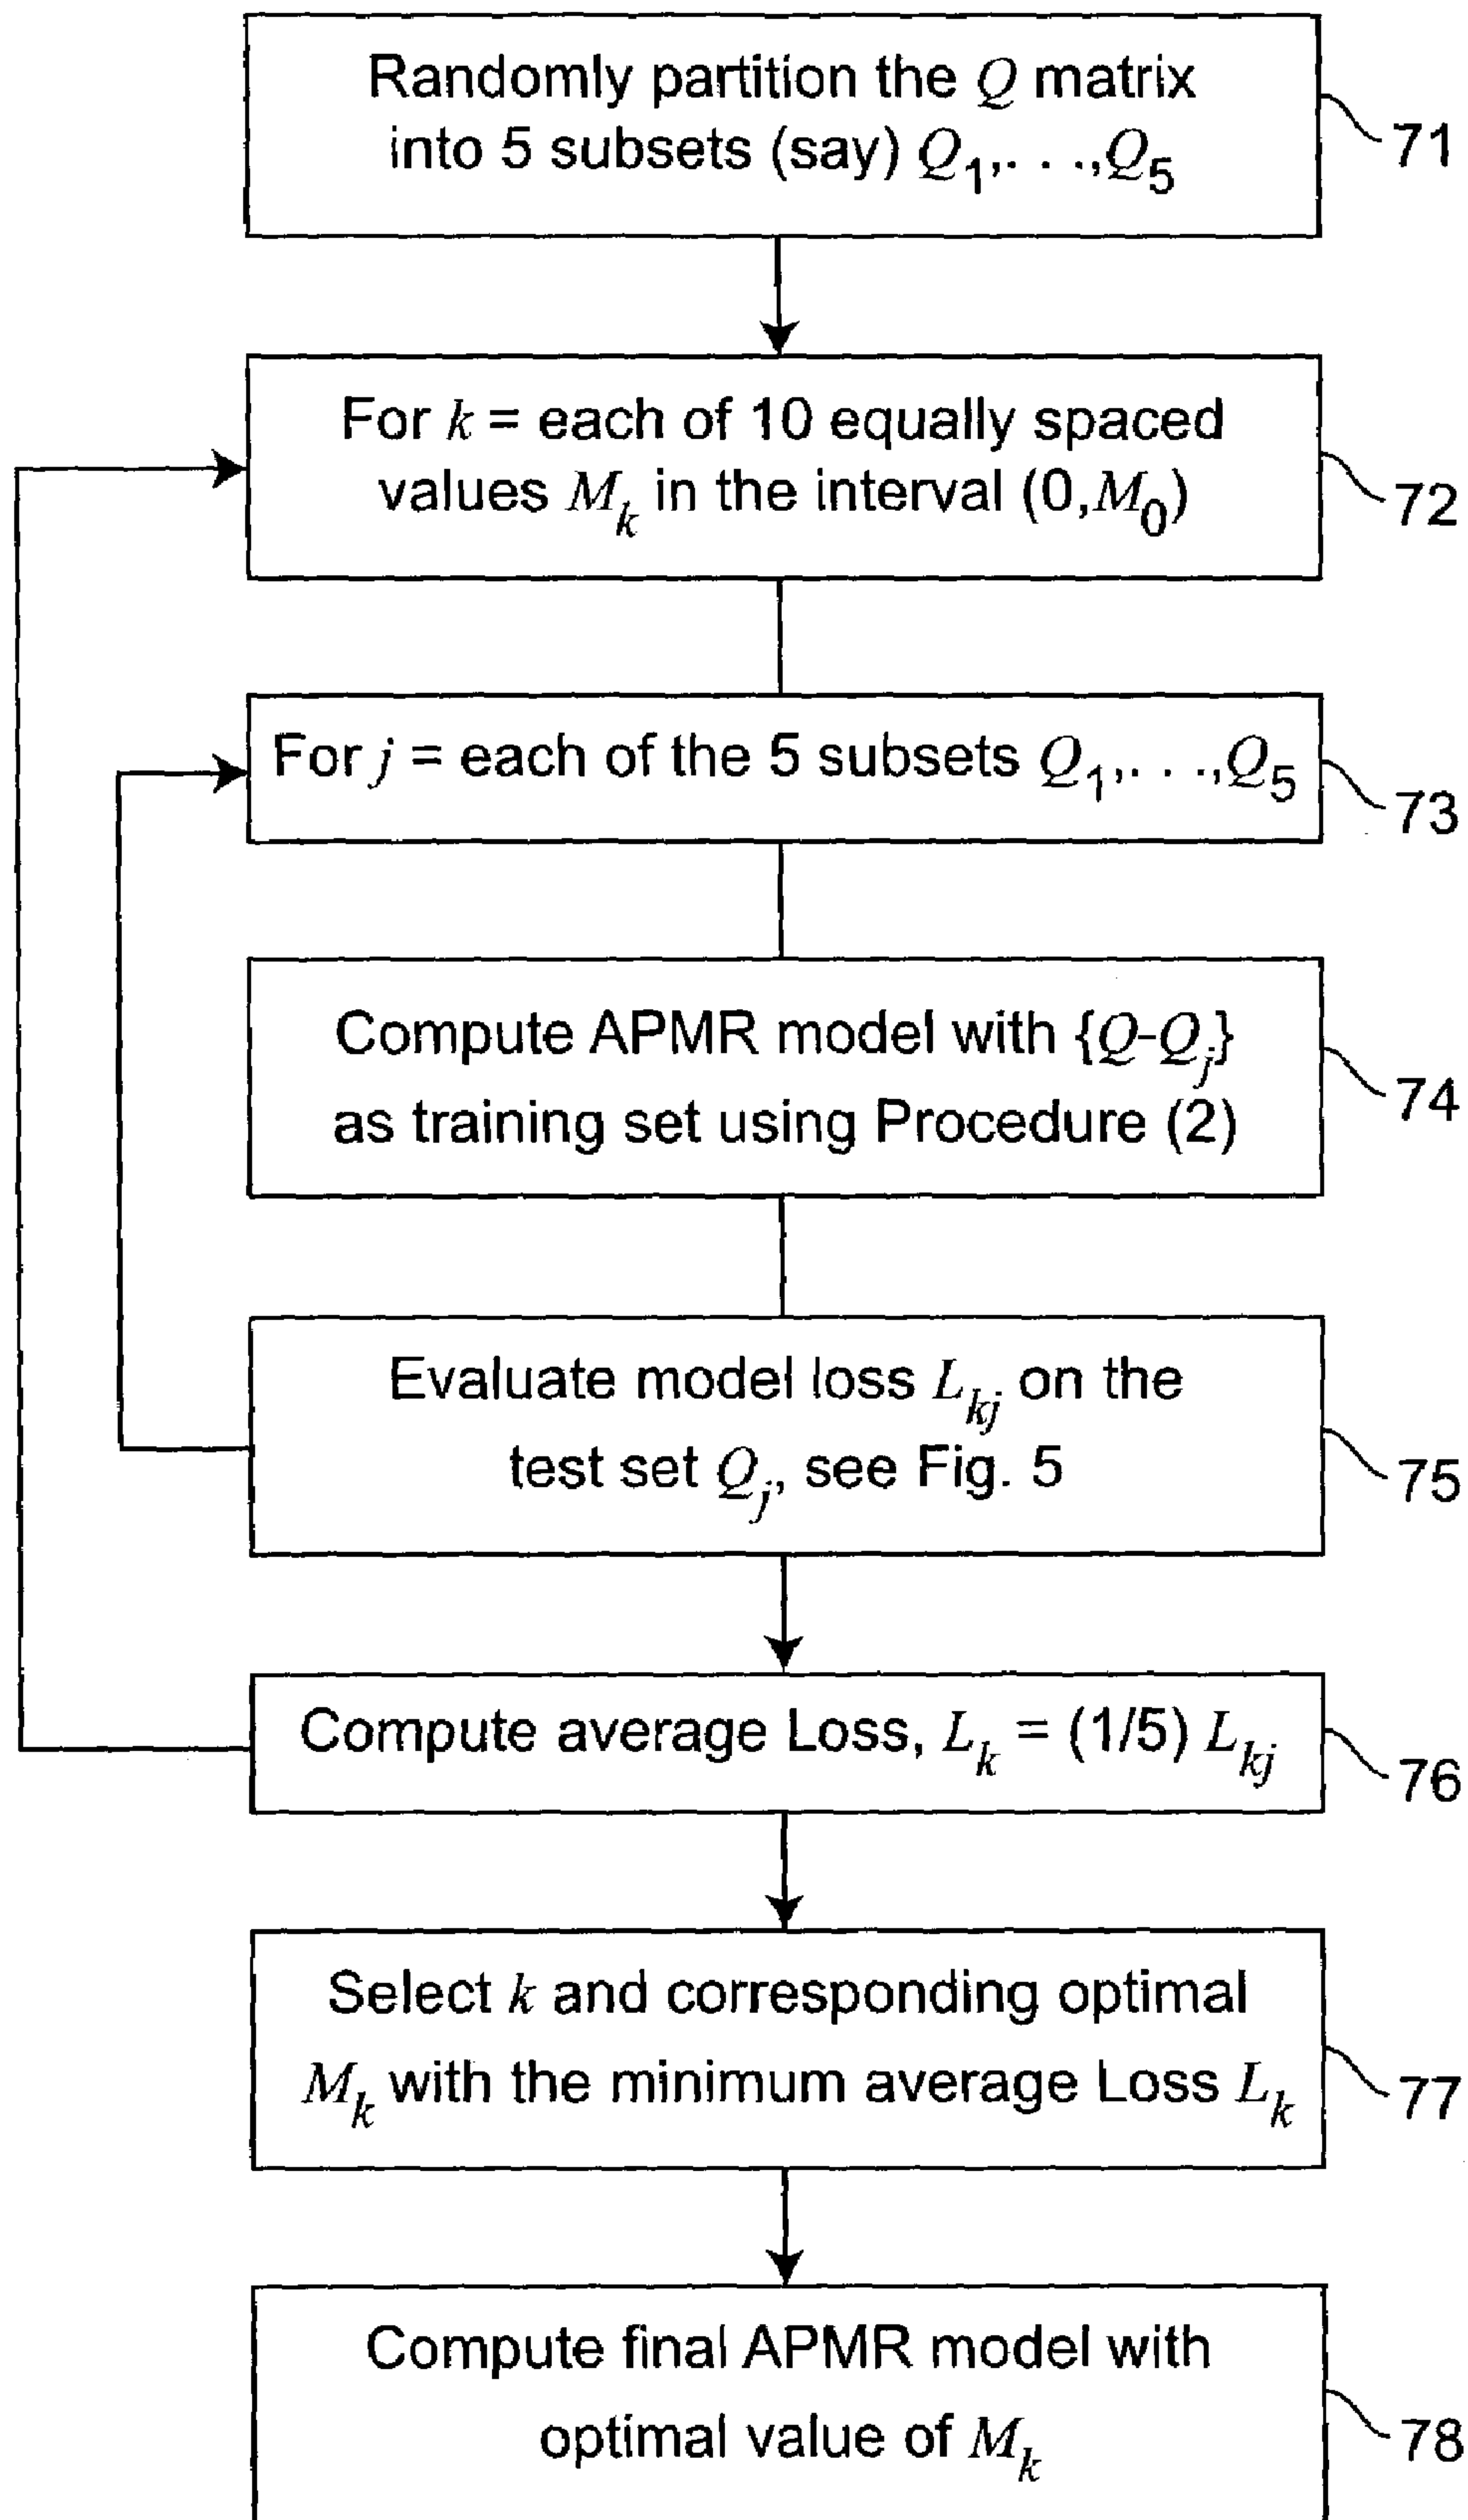 Randomly partition the Q matrix
into 5 subsets (say) Q1,. . .,Q5
71
For k = each of 10 equally spaced
values Mk in the interval (0,M0)
72
For j = each of the 5 subsets Q1,. . .,Q5
73
Compute APMR model with {Q-Qj}
as training set using Procedure (2)
74
Evaluate model loss Lkj on the
test set Qj, see Fig. 5
75
Compute average Loss, Lk = (1/5) Lkj
76
Select k and corresponding optimal
Mk with the minimum average Loss Lk
77
Compute final APMR model with
optimal value of Mk
78